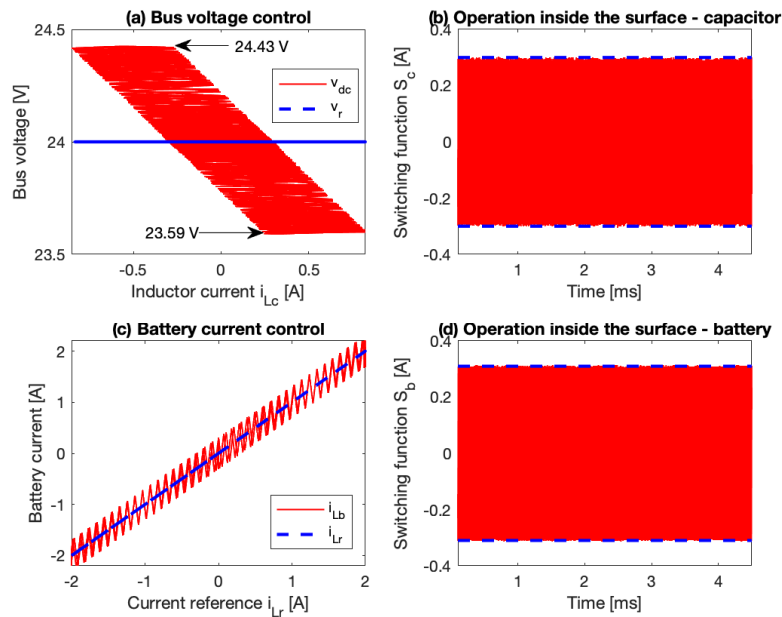 (a) Bus voltage control
24.5
24
23.5
Bus voltage [V]
24.43 V
23.59 V
v_dc
v_r
-0.5
0
0.5
Inductor current i_Lc [A]
(b) Operation inside the surface - capacitor
0.4
0.2
0
-0.2
-0.4
Switching function S_c [A]
1
2
3
4
Time [ms]
(c) Battery current control
2
1
0
-1
-2
Battery current [A]
i_Lb
i_Lr
-2
-1
0
1
2
Current reference i_Lr [A]
(d) Operation inside the surface - battery
0.4
0.2
0
-0.2
-0.4
Switching function S_b [A]
1
2
3
4
Time [ms]